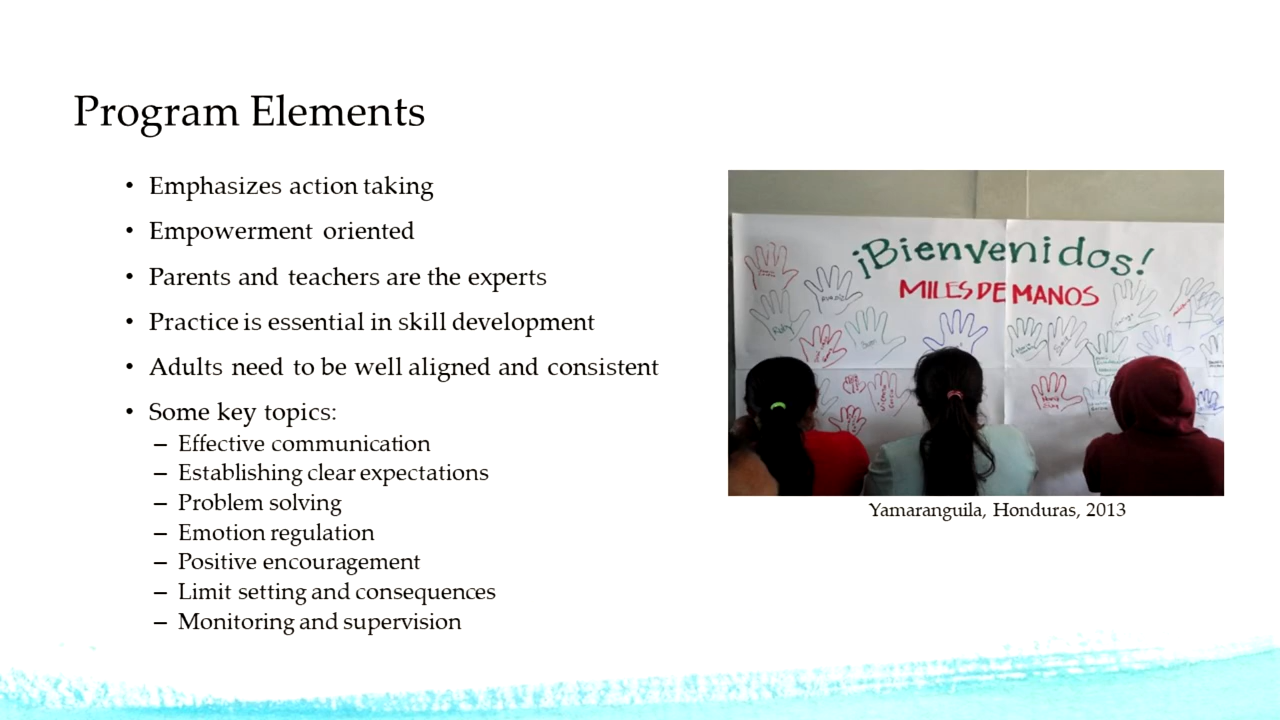 Program Elements
• Emphasizes action taking
• Empowerment oriented
• Parents and teachers are the experts
• Practice is essential in skill development
• Adults need to be well aligned and consistent
• Some key topics:
– Effective communication
– Establishing clear expectations
– Problem solving
– Emotion regulation
– Positive encouragement
– Limit setting and consequences
– Monitoring and supervision
¡Bienvenidos!
MILES DE MANOS
Yamaranguila, Honduras, 2013